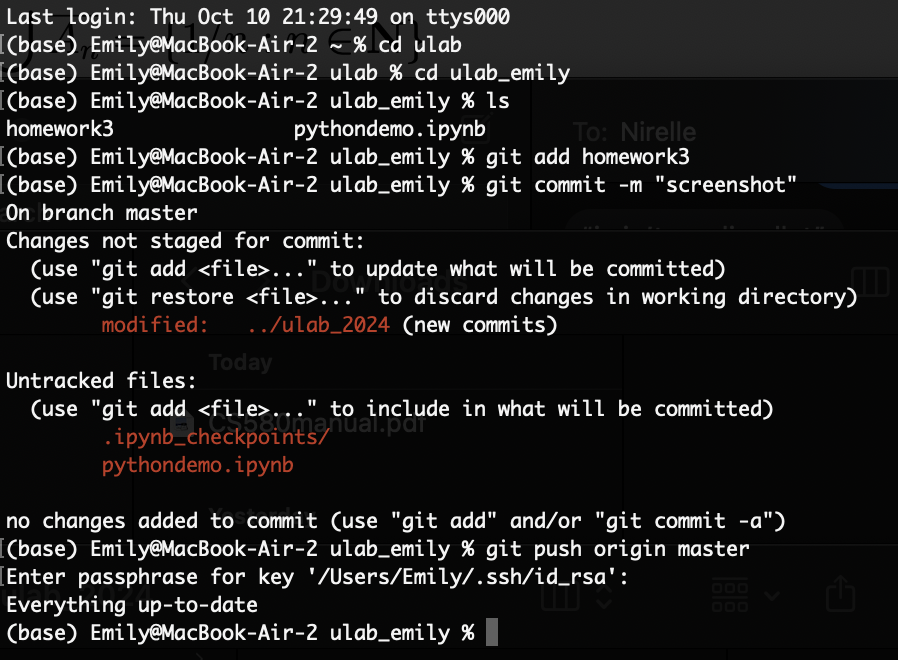 Last login: Thu Oct 10 21:29:49 on ttys000
(base) Emily@MacBook-Air-2 ~ % cd ulab
(base) Emily@MacBook-Air-2 ulab % cd ulab_emily
(base) Emily@MacBook-Air-2 ulab_emily % ls
homework3 pythondemo.ipynb
To: Nirelle
(base) Emily@MacBook-Air-2 ulab_emily % git add homework3
(base) Emily@MacBook-Air-2 ulab_emily % git commit -m "screenshot"
On branch master
Changes not staged for commit:
(use "git add <file>..." to update what will be committed)
Downloads
(use "git restore <file>..." to discard changes in working directory)
modified: ../ulab_2024 (new commits)
Today
Untracked files:
(use "git add <file>..." to include in what will be committed)
CS580manual.pdf
.ipynb_checkpoints/
pythondemo.ipynb
Yesterday
no changes added to commit (use "git add" and/or "git commit -a")
(base) Emily@MacBook-Air-2 ulab_emily % git push origin master
Enter passphrase for key '/Users/Emily/.ssh/id_rsa':
Everything up-to-date
(base) Emily@MacBook-Air-2 ulab_emily %